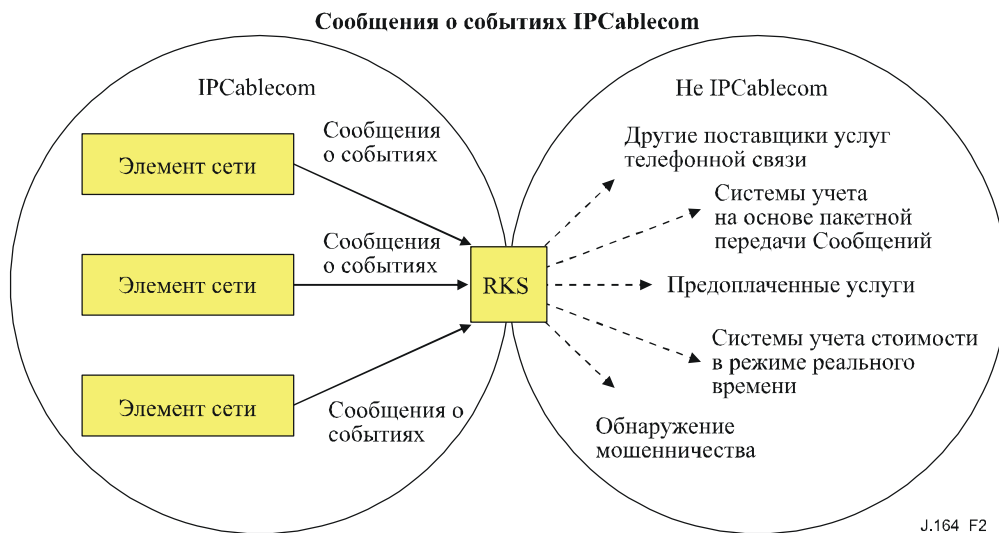 Сообщения о событиях IPCablecom
IPCablecom
Элемент сети
Сообщения
о событиях
Элемент сети
Сообщения
о событиях
Элемент сети
Сообщения о
событиях
RKS
Не IPCablecom
Другие поставщики услуг
телефонной связи
Системы учета
на основе пакетной
передачи Сообщений
Предоплаченные услуги
Системы учета стоимости
в режиме реального
времени
Обнаружение
мошенничества
J.164_F2